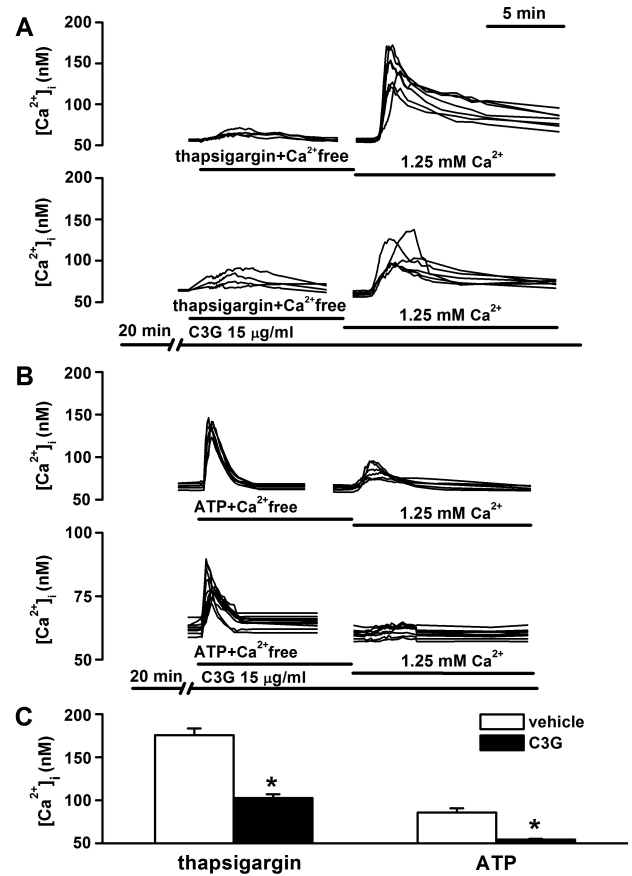 A
5 min
[Ca²⁺]ᵢ (nM)
200
150
100
50
thapsigargin+Ca²⁺free
1.25 mM Ca²⁺
[Ca²⁺]ᵢ (nM)
200
150
100
50
thapsigargin+Ca²⁺free
1.25 mM Ca²⁺
20 min
C3G 15 µg/ml
B
[Ca²⁺]ᵢ (nM)
200
150
100
50
ATP+Ca²⁺free
1.25 mM Ca²⁺
[Ca²⁺]ᵢ (nM)
100
75
50
ATP+Ca²⁺free
1.25 mM Ca²⁺
20 min
C3G 15 µg/ml
C
[Ca²⁺]ᵢ (nM)
200
150
100
50
vehicle
C3G
*
*
thapsigargin
ATP